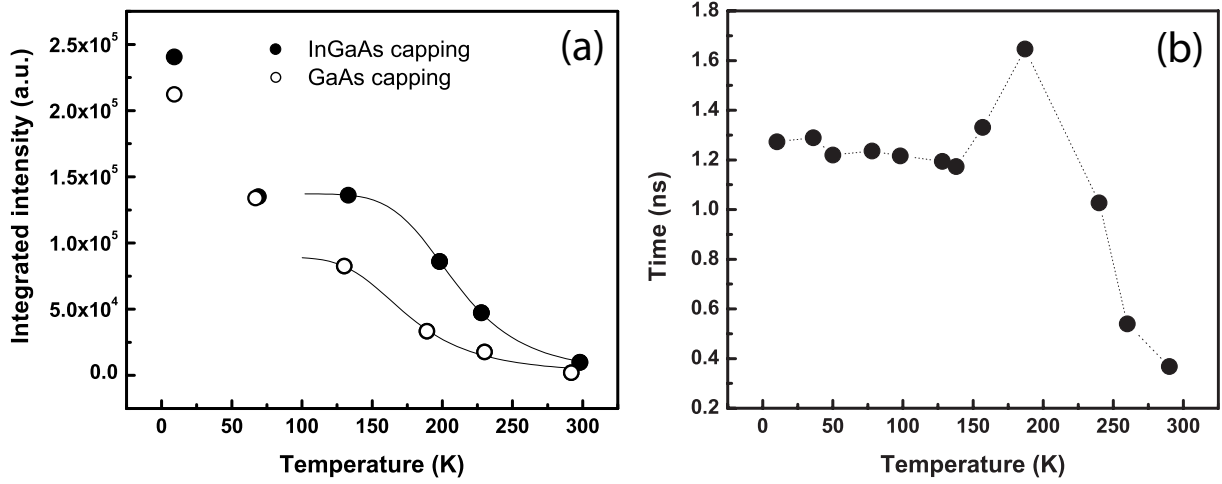 (a)
InGaAs capping
GaAs capping
Integrated intensity (a.u.)
2.5x10⁵
2.0x10⁵
1.5x10⁵
1.0x10⁵
5.0x10⁴
0.0
0 50 100 150 200 250 300
Temperature (K)
(b)
Time (ns)
1.8
1.6
1.4
1.2
1.0
0.8
0.6
0.4
0.2
0 50 100 150 200 250 300
Temperature (K)